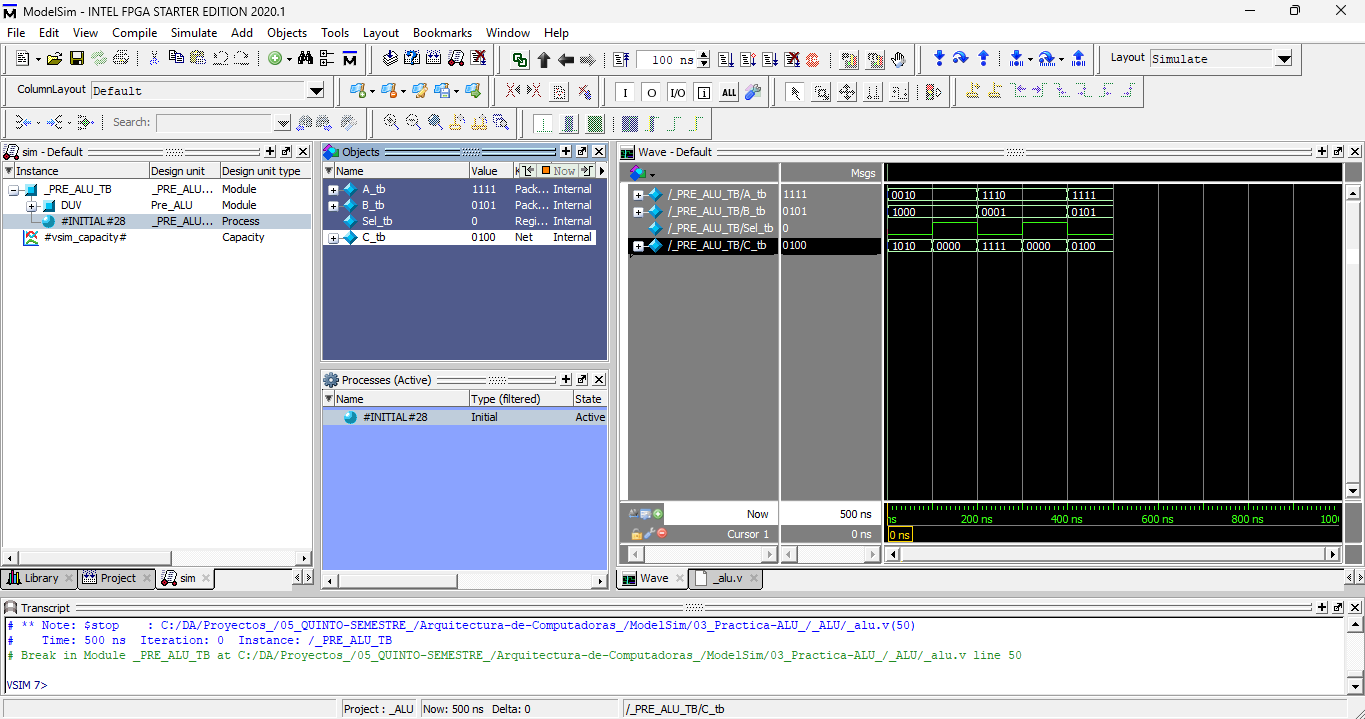 ModelSim - INTEL FPGA STARTER EDITION 2020.1
File Edit View Compile Simulate Add Objects Tools Layout Bookmarks Window Help
100 ns
Layout Simulate
ColumnLayout Default
I O I/O i ALL
Search:
sim - Default
Instance Design unit Design unit type
_PRE_ALU_TB _PRE_ALU... Module
DUV Pre_ALU Module
#INITIAL#28 _PRE_ALU... Process
#vsim_capacity# Capacity
Library Project sim
Objects
Name Value Now
A_tb 1111 Pack... Internal
B_tb 0101 Pack... Internal
Sel_tb 0 Regi... Internal
C_tb 0100 Net Internal
Processes (Active)
Name Type (filtered) State
#INITIAL#28 Initial Active
Wave - Default
Msgs
/_PRE_ALU_TB/A_tb 1111 0010 1110 1111
/_PRE_ALU_TB/B_tb 0101 1000 0001 0101
/_PRE_ALU_TB/Sel_tb 0
/_PRE_ALU_TB/C_tb 0100 1010 0000 1111 0000 0100
Now 500 ns ns 200 ns 400 ns 600 ns 800 ns 100
Cursor 1 0 ns 0 ns
Wave _alu.v
Transcript
# ** Note: $stop : C:/DA/Proyectos_/05_QUINTO-SEMESTRE_/Arquitectura-de-Computadoras_/ModelSim/03_Practica-ALU_/_ALU/_alu.v(50)
# Time: 500 ns Iteration: 0 Instance: /_PRE_ALU_TB
# Break in Module _PRE_ALU_TB at C:/DA/Proyectos_/05_QUINTO-SEMESTRE_/Arquitectura-de-Computadoras_/ModelSim/03_Practica-ALU_/_ALU/_alu.v line 50
VSIM 7>
Project : _ALU Now: 500 ns Delta: 0 /_PRE_ALU_TB/C_tb